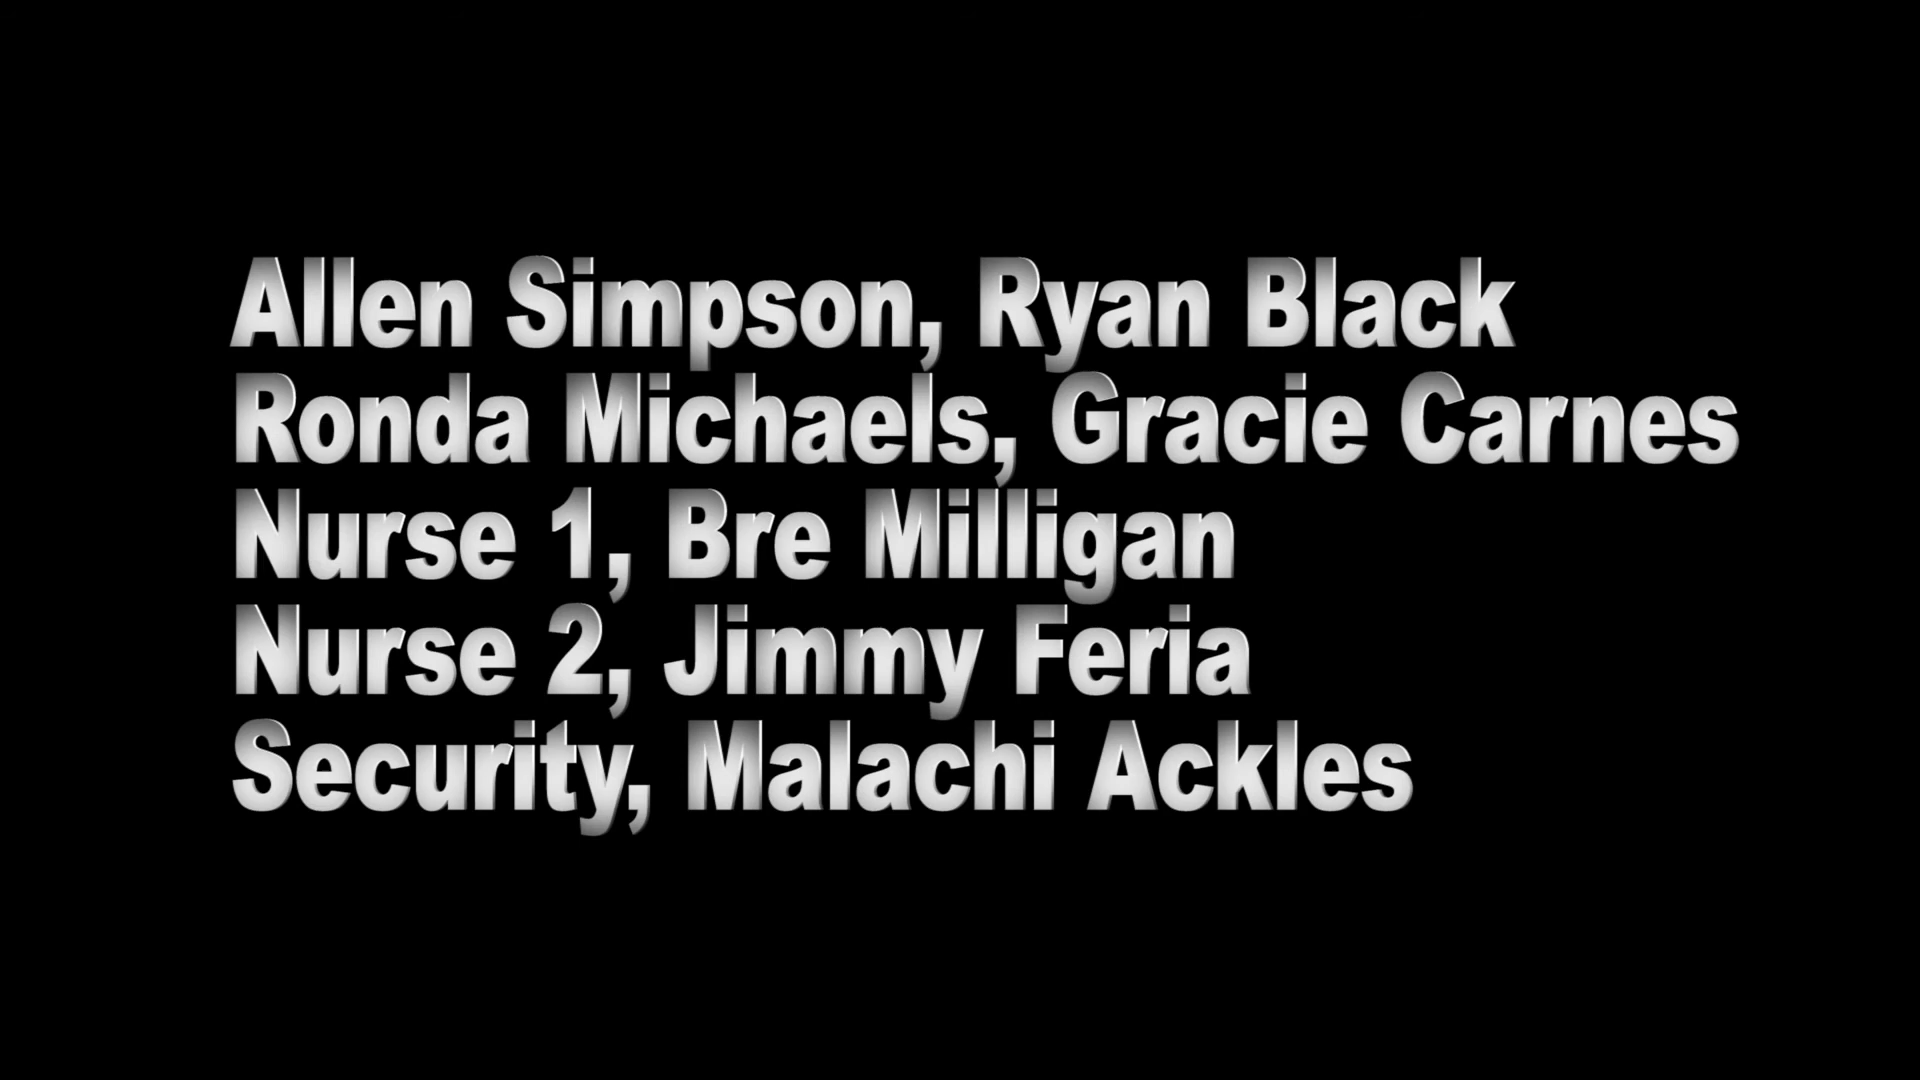 Allen Simpson, Ryan Black
Ronda Michaels, Gracie Carnes
Nurse 1, Bre Milligan
Nurse 2, Jimmy Feria
Security, Malachi Ackles